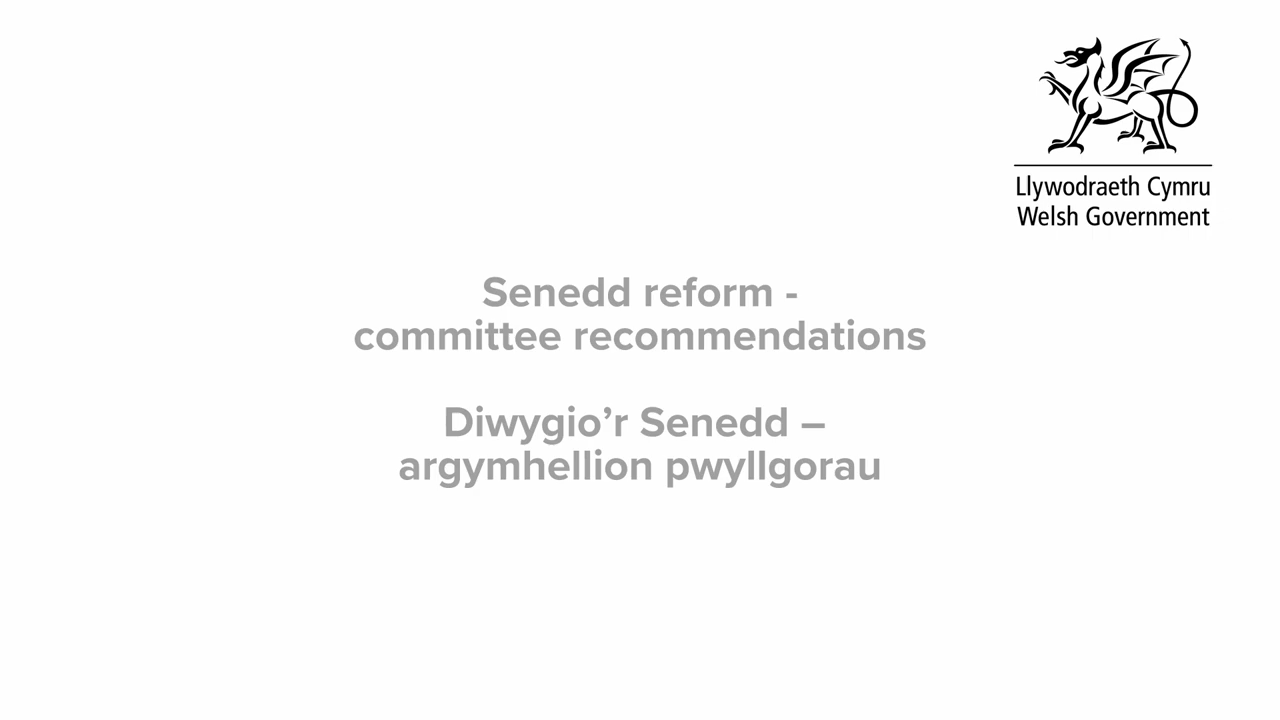 Llywodraeth Cymru
Welsh Government
Senedd reform -
committee recommendations
Diwygio’r Senedd –
argymhellion pwyllgorau